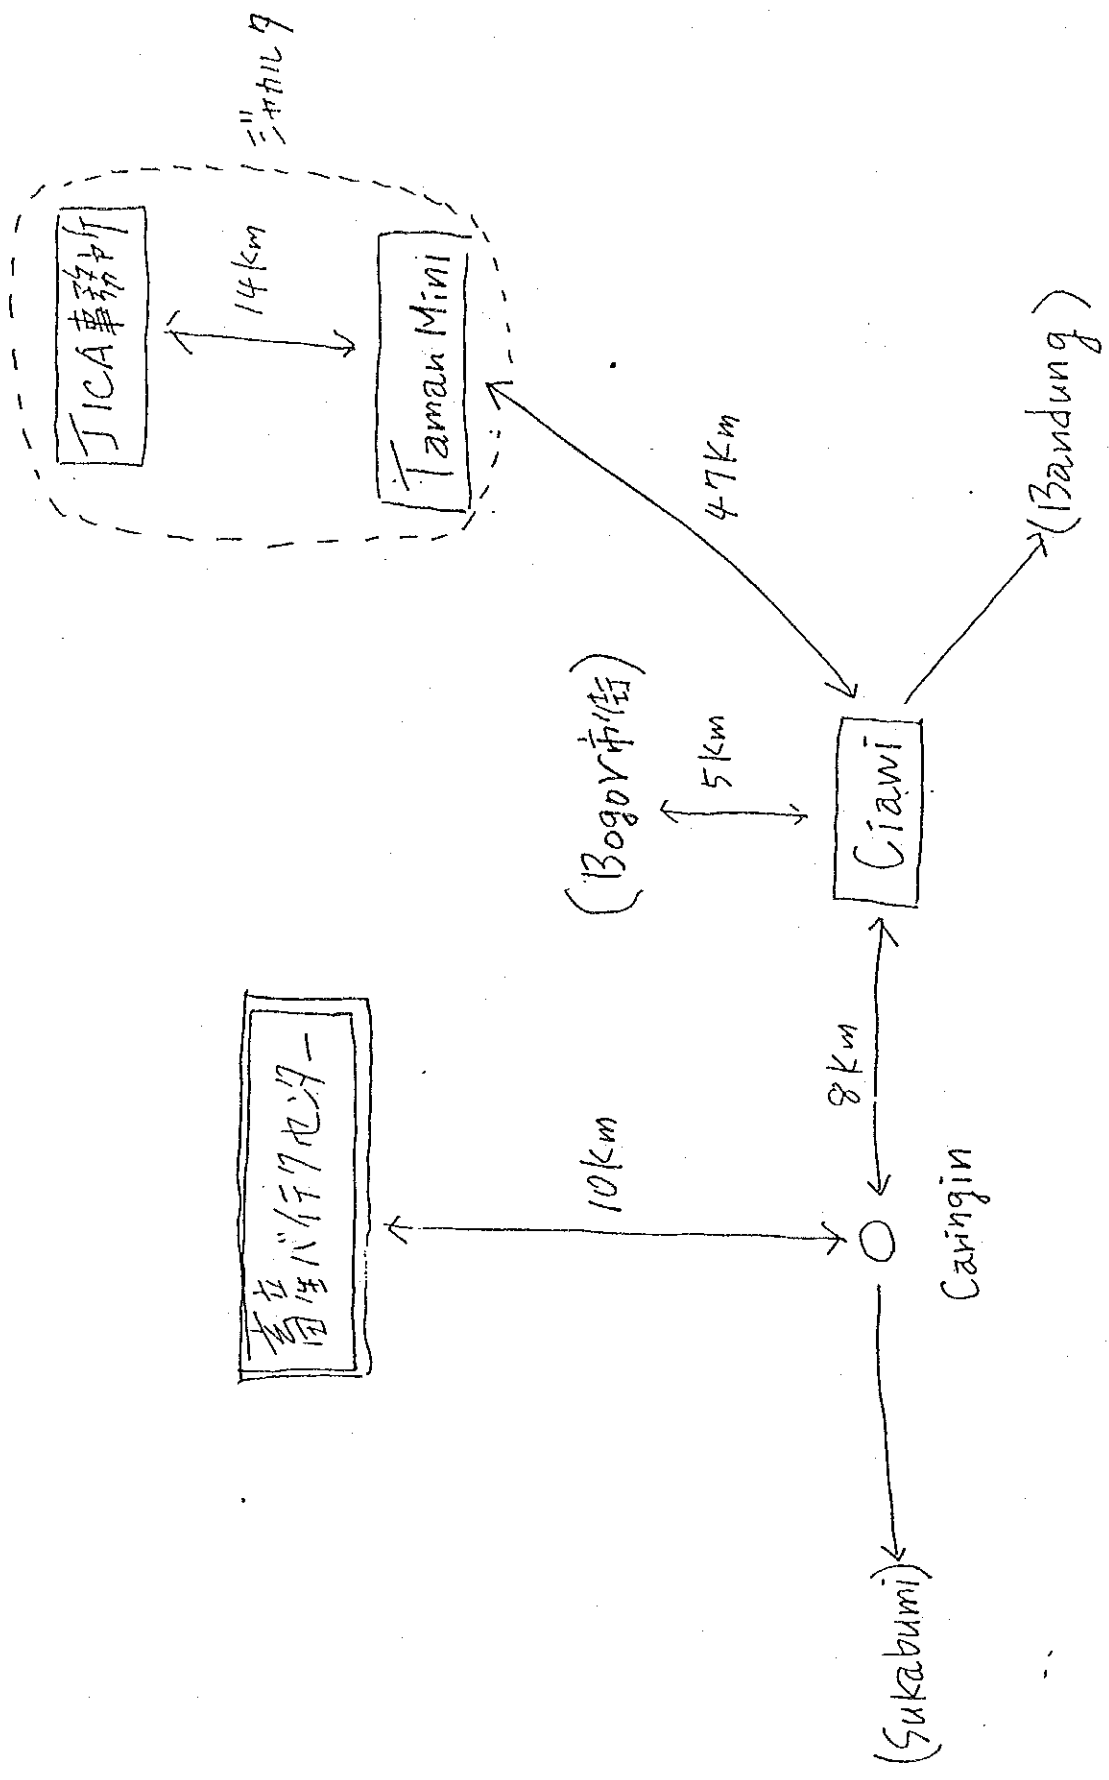 ジャカルタ
JICA事務所
14km
Taman Mini
47km
(Bandung)
(Bogor市街)
5km
Ciawi
8km
畜産バイテクセンター
10km
Caringin
(Sukabumi)